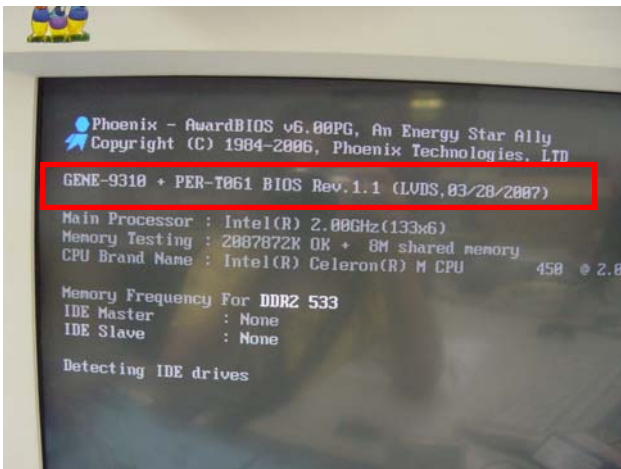 Phoenix - AwardBIOS v6.00PG, An Energy Star Ally
Copyright (C) 1984-2006, Phoenix Technologies, LTD
GENE-9310 + PER-T061 BIOS Rev.1.1 (LVDS,03/28/2007)
Main Processor : Intel(R) 2.00GHz(133x6)
Memory Testing : 2087872K OK + 8M shared memory
CPU Brand Name : Intel(R) Celeron(R) M CPU 450 @ 2.0
Memory Frequency For DDR2 533
IDE Master : None
IDE Slave : None
Detecting IDE drives